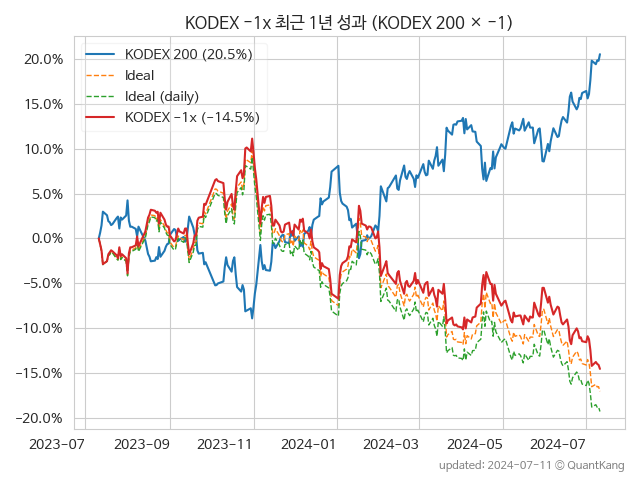 KODEX −1x 최근 1년 성과 (KODEX 200 × −1)
KODEX 200 (20.5%)
Ideal
Ideal (daily)
KODEX −1x (−14.5%)
20.0%
15.0%
10.0%
5.0%
0.0%
−5.0%
−10.0%
−15.0%
−20.0%
2023-07
2023-09
2023-11
2024-01
2024-03
2024-05
2024-07
updated: 2024-07-11 ⓒ QuantKang